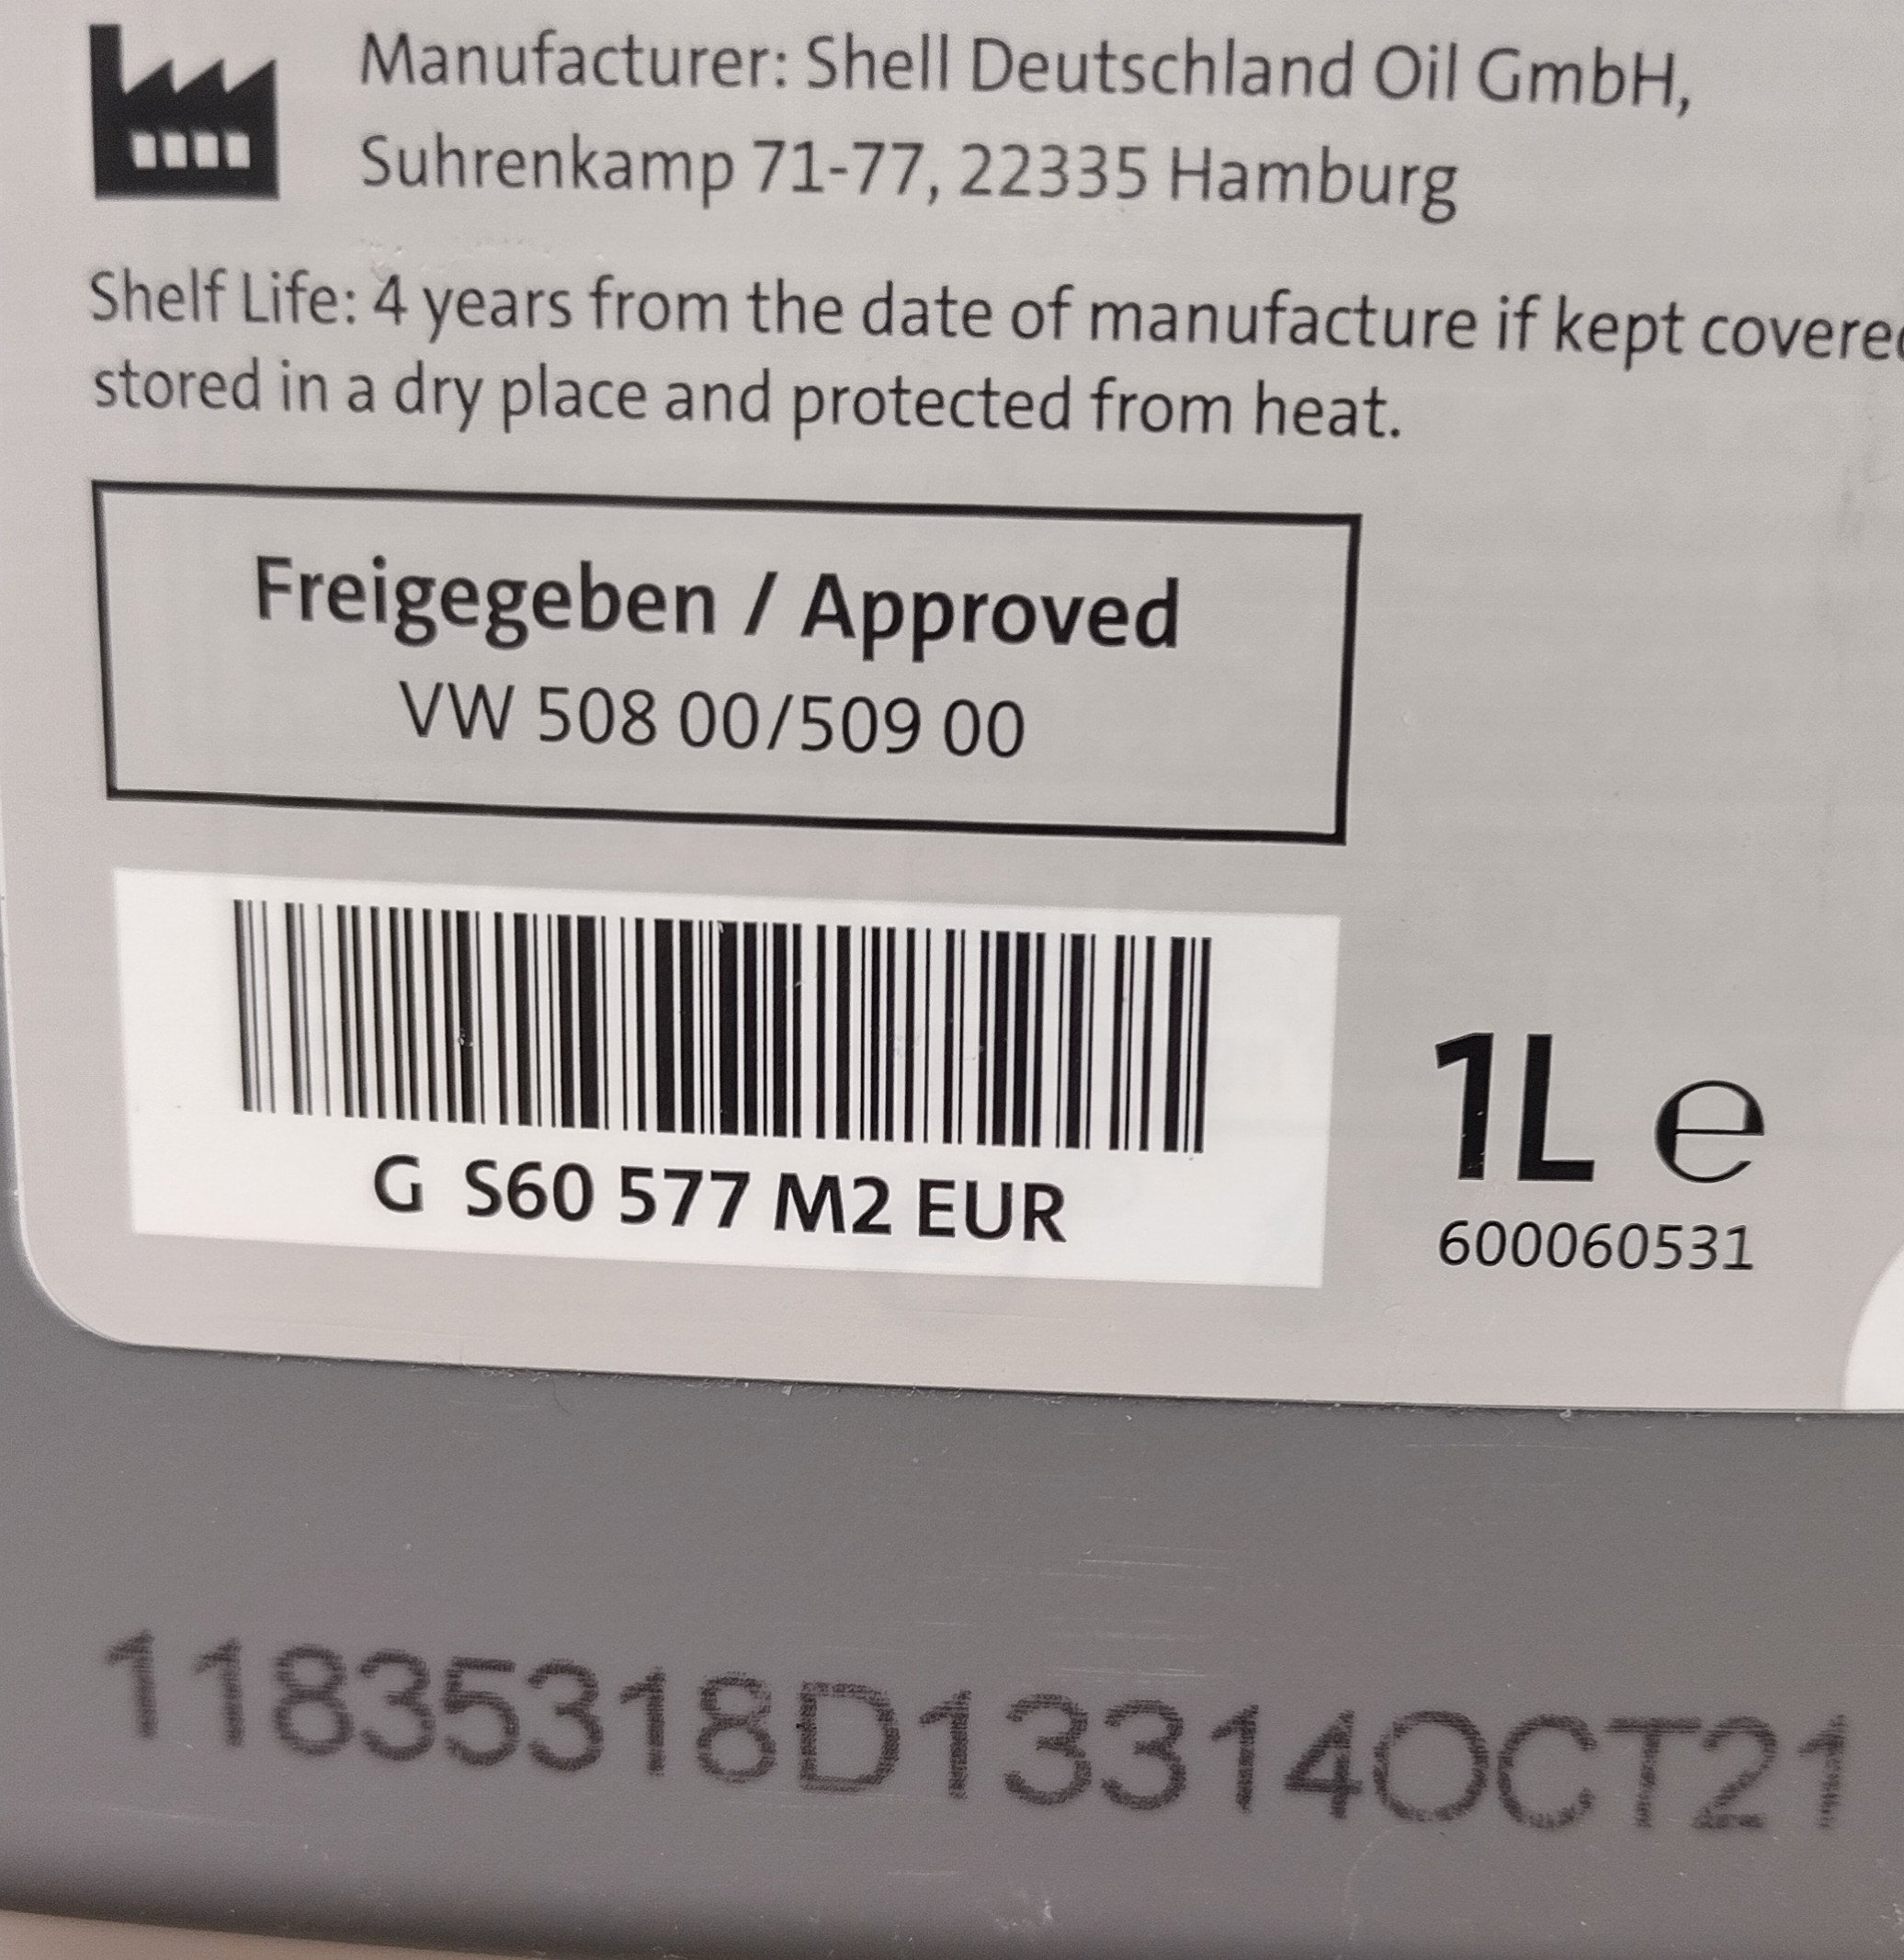 Manufacturer: Shell Deutschland Oil GmbH,
Suhrenkamp 71-77, 22335 Hamburg
Shelf Life: 4 years from the date of manufacture if kept covere
stored in a dry place and protected from heat.
Freigegeben / Approved
VW 508 00/509 00
G S60 577 M2 EUR
1L e
600060531
11835318D13314OCT21